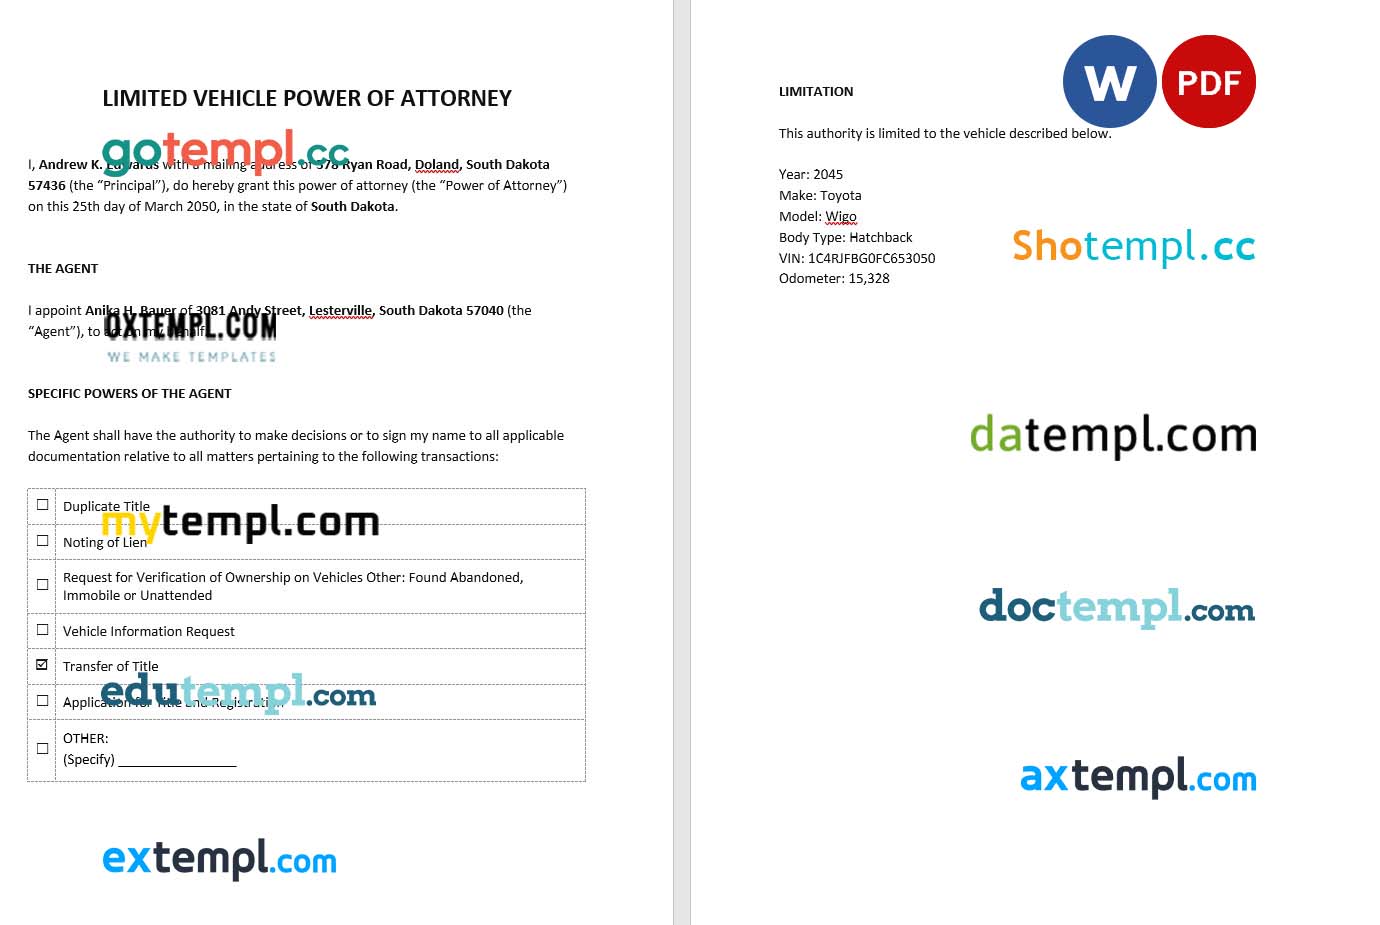 LIMITED VEHICLE POWER OF ATTORNEY
gotempl.cc
I, Andrew K. Edwards with a mailing address of 378 Ryan Road, Doland, South Dakota
57436 (the “Principal”), do hereby grant this power of attorney (the “Power of Attorney”)
on this 25th day of March 2050, in the state of South Dakota.
THE AGENT
I appoint Anika H. Bauer of 3081 Andy Street, Lesterville, South Dakota 57040 (the
“Agent”), to act on my behalf.
OXTEMPL.COM
WE MAKE TEMPLATES
SPECIFIC POWERS OF THE AGENT
The Agent shall have the authority to make decisions or to sign my name to all applicable
documentation relative to all matters pertaining to the following transactions:
☐ Duplicate Title
mytempl.com
☐ Noting of Lien
☐ Request for Verification of Ownership on Vehicles Other: Found Abandoned,
Immobile or Unattended
☐ Vehicle Information Request
☑ Transfer of Title
edutempl.com
☐ Application for Title and Registration
☐ OTHER:
(Specify) _________________
extempl.com
W PDF
LIMITATION
This authority is limited to the vehicle described below.
Year: 2045
Make: Toyota
Model: Wigo
Body Type: Hatchback
VIN: 1C4RJFBG0FC653050
Odometer: 15,328
Shotempl.cc
datempl.com
doctempl.com
axtempl.com